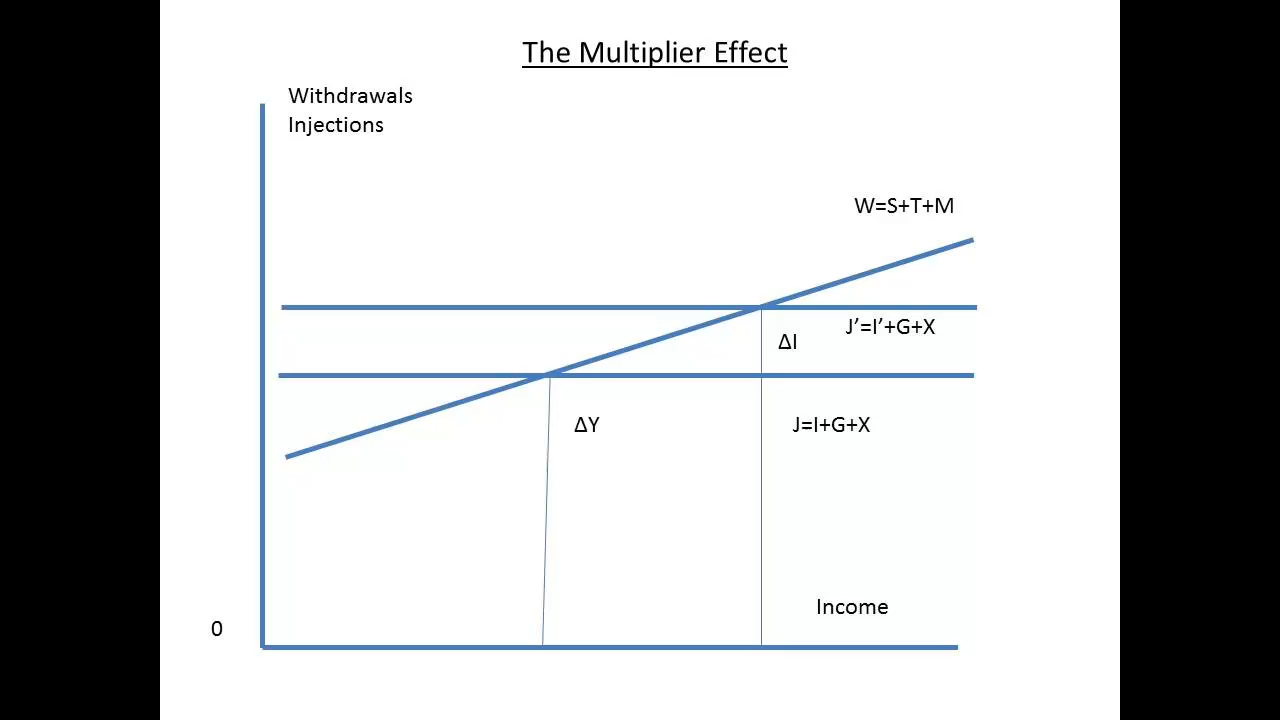 The Multiplier Effect
Withdrawals
Injections
W=S+T+M
J’=I’+G+X
ΔI
ΔY
J=I+G+X
Income
0